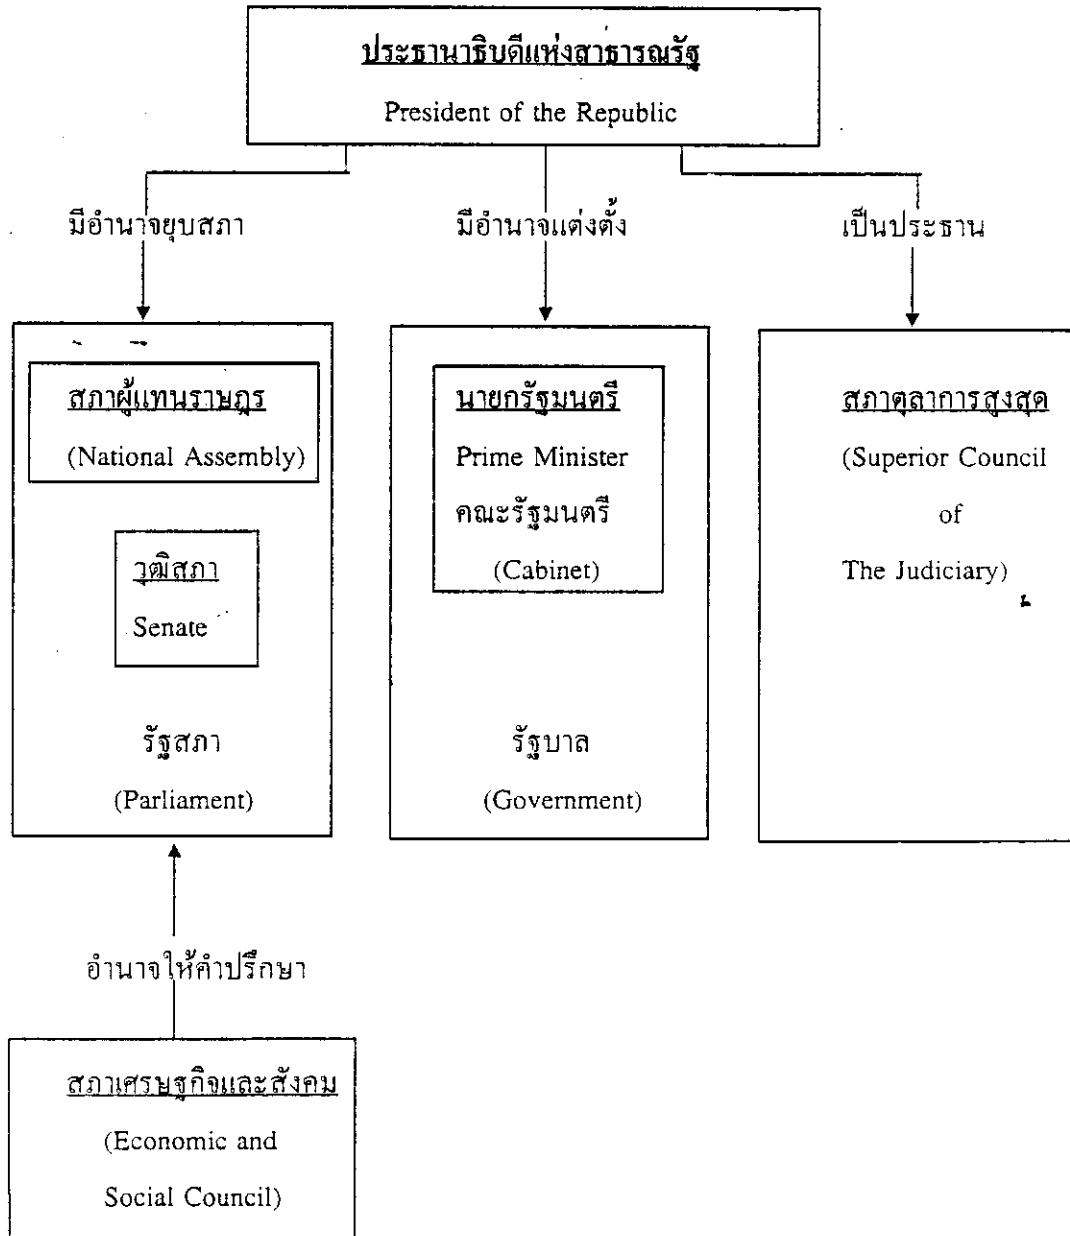 ประธานาธิบดีแห่งสาธารณรัฐ
President of the Republic
มีอำนาจยุบสภา
มีอำนาจแต่งตั้ง
เป็นประธาน
สภาผู้แทนราษฎร
(National Assembly)
วุฒิสภา
Senate
รัฐสภา
(Parliament)
นายกรัฐมนตรี
Prime Minister
คณะรัฐมนตรี
(Cabinet)
รัฐบาล
(Government)
สภาตุลาการสูงสุด
(Superior Council
of
The Judiciary)
อำนาจให้คำปรึกษา
สภาเศรษฐกิจและสังคม
(Economic and
Social Council)